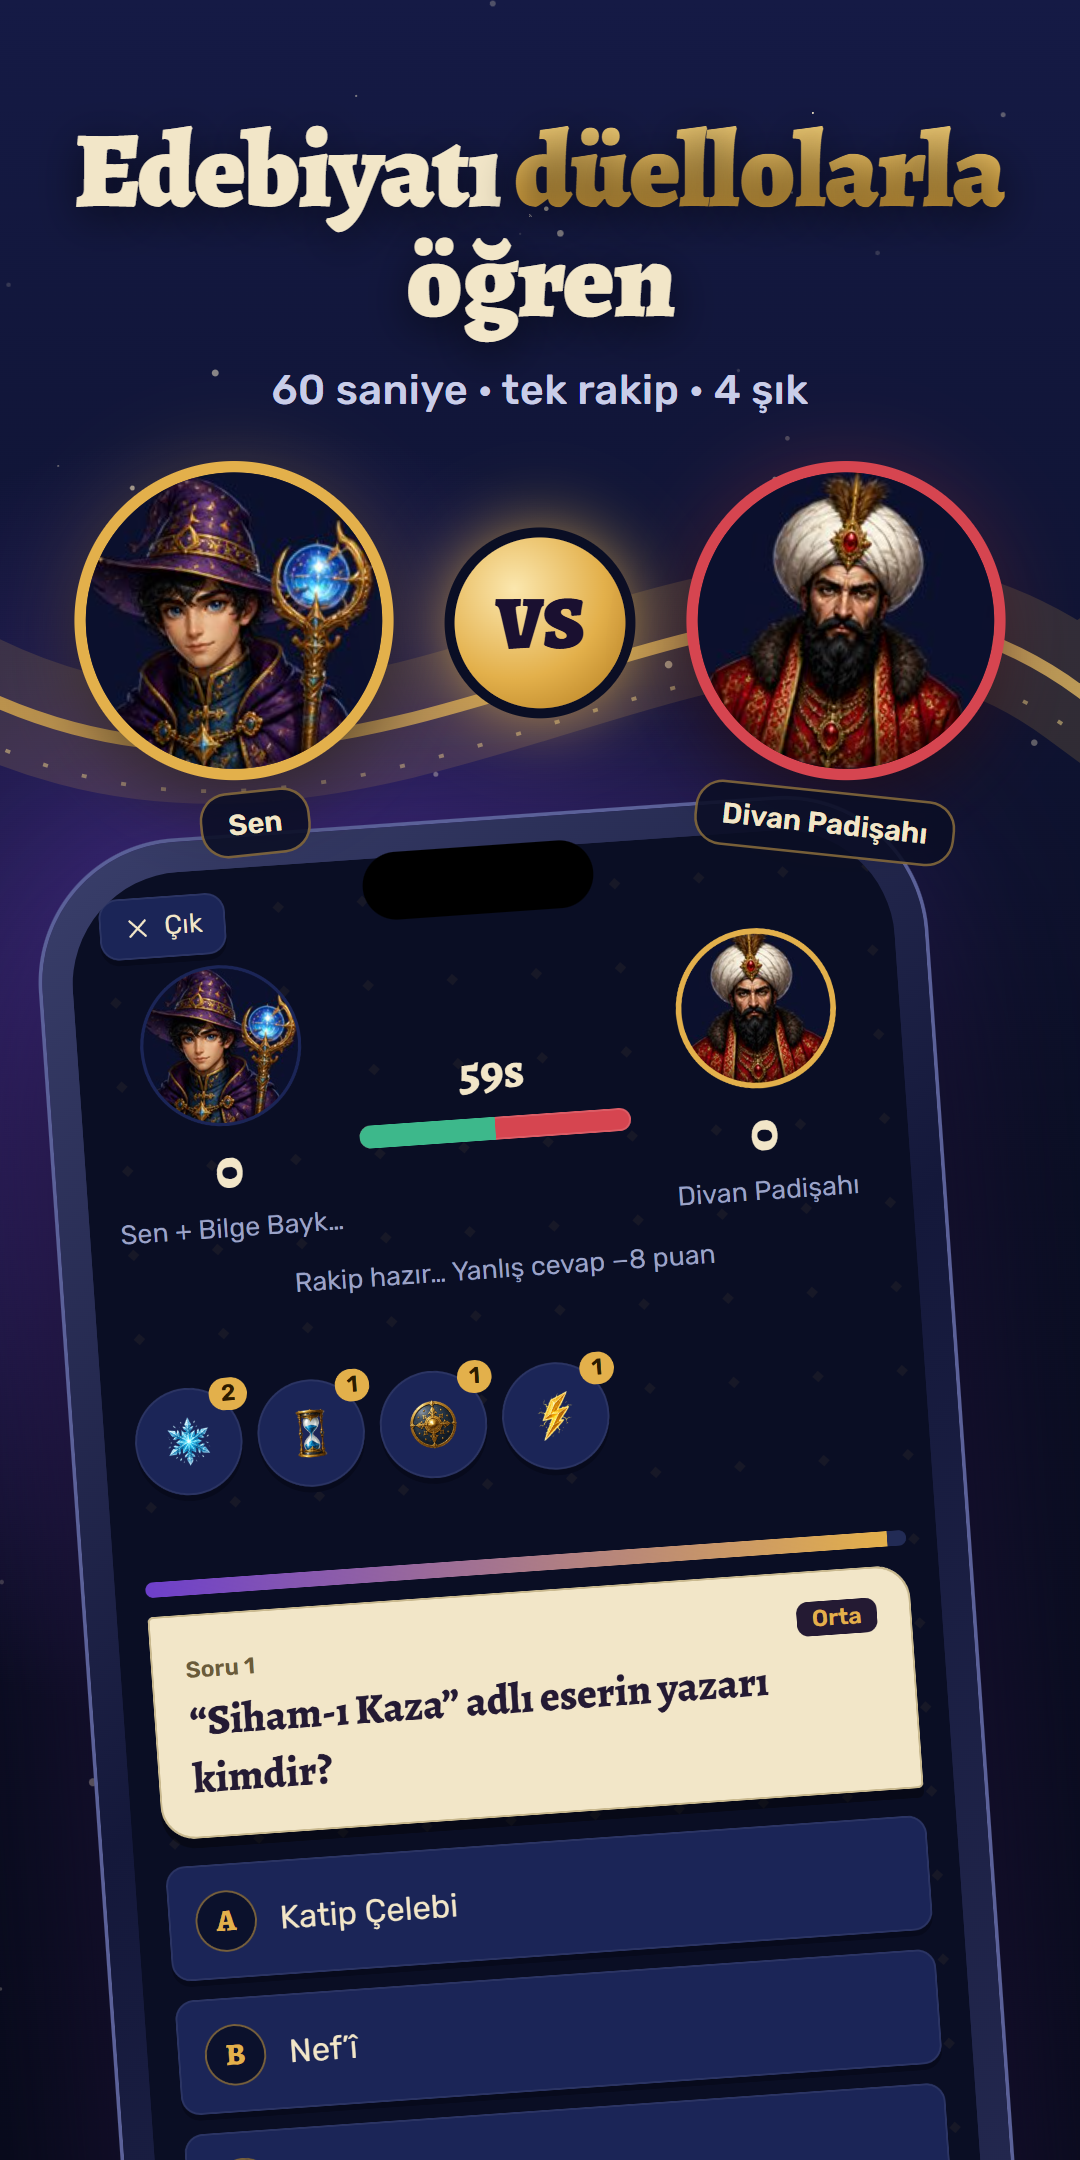 Edebiyatı düellolarla
öğren
60 saniye • tek rakip • 4 şık
VS
Sen
Divan Padişahı
× Çık
59s
0
0
Sen + Bilge Bayk...
Divan Padişahı
Rakip hazır... Yanlış cevap –8 puan
2
1
1
1
Orta
Soru 1
“Siham-ı Kaza” adlı eserin yazarı
kimdir?
A Katip Çelebi
B Nef'î